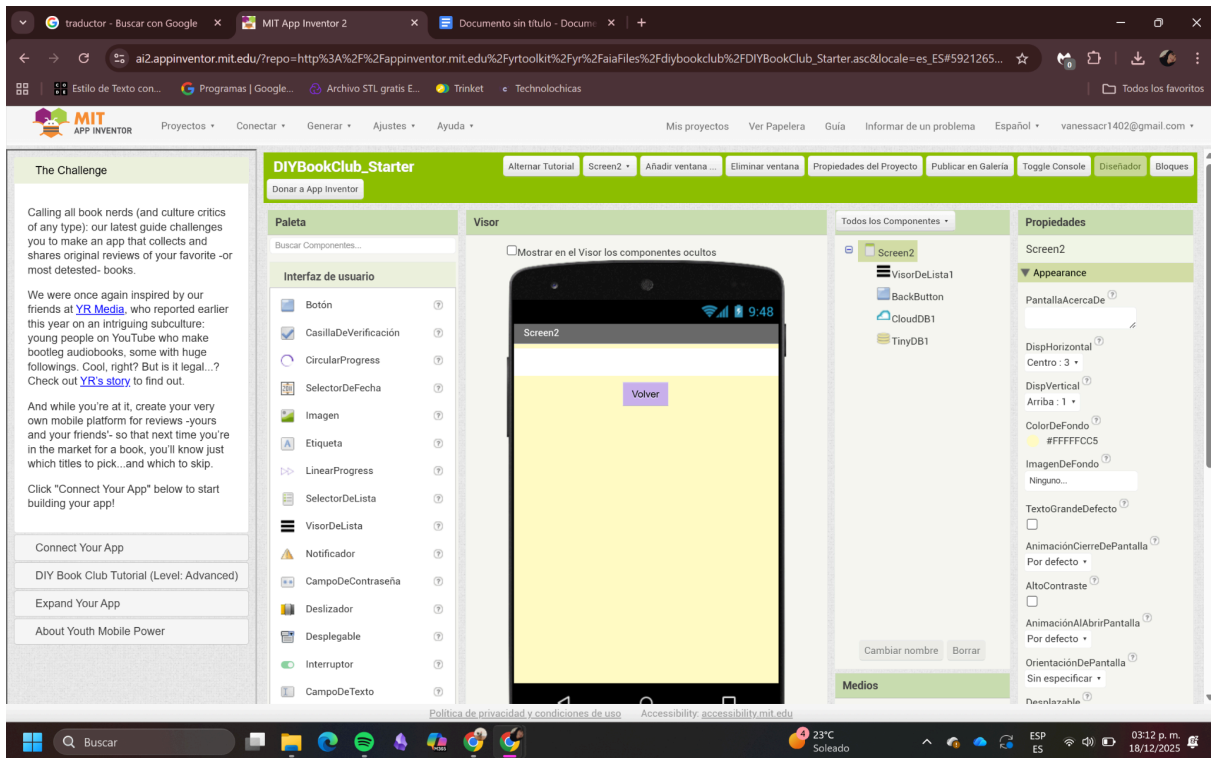 traductor - Buscar con Google
MIT App Inventor 2
Documento sin título - Docume
ai2.appinventor.mit.edu/?repo=http%3A%2F%2Fappinventor.mit.edu%2Fyrtoolkit%2Fyr%2FaiaFiles%2Fdiybookclub%2FDIYBookClub_Starter.asc&locale=es_ES#5921265...
Estilo de Texto con...
Programas | Google...
Archivo STL gratis E...
Trinket
Technolochicas
Todos los favoritos
MIT
APP INVENTOR
Proyectos
Conectar
Generar
Ajustes
Ayuda
Mis proyectos
Ver Papelera
Guía
Informar de un problema
Español
vanessacr1402@gmail.com
The Challenge
Calling all book nerds (and culture critics
of any type): our latest guide challenges
you to make an app that collects and
shares original reviews of your favorite -or
most detested- books.
We were once again inspired by our
friends at YR Media, who reported earlier
this year on an intriguing subculture:
young people on YouTube who make
bootleg audiobooks, some with huge
followings. Cool, right? But is it legal...?
Check out YR's story to find out.
And while you're at it, create your very
own mobile platform for reviews -yours
and your friends'- so that next time you're
in the market for a book, you'll know just
which titles to pick...and which to skip.
Click "Connect Your App" below to start
building your app!
Connect Your App
DIY Book Club Tutorial (Level: Advanced)
Expand Your App
About Youth Mobile Power
DIYBookClub_Starter
Alternar Tutorial
Screen2
Añadir ventana ...
Eliminar ventana
Propiedades del Proyecto
Publicar en Galería
Toggle Console
Diseñador
Bloques
Donar a App Inventor
Paleta
Buscar Componentes...
Interfaz de usuario
Botón
CasillaDeVerificación
CircularProgress
SelectorDeFecha
Imagen
Etiqueta
LinearProgress
SelectorDeLista
VisorDeLista
Notificador
CampoDeContraseña
Deslizador
Desplegable
Interruptor
CampoDeTexto
Visor
Mostrar en el Visor los componentes ocultos
9:48
Screen2
Volver
Todos los Componentes
Screen2
VisorDeLista1
BackButton
CloudDB1
TinyDB1
Cambiar nombre
Borrar
Medios
Propiedades
Screen2
Appearance
PantallaAcercaDe
DispHorizontal
Centro : 3
DispVertical
Arriba : 1
ColorDeFondo
#FFFFFCC5
ImagenDeFondo
Ninguno...
TextoGrandeDefecto
AnimaciónCierreDePantalla
Por defecto
AltoContraste
AnimaciónAlAbrirPantalla
Por defecto
OrientaciónDePantalla
Sin especificar
Desplazable
Política de privacidad y condiciones de uso
Accessibility: accessibility.mit.edu
Buscar
4
23°C
Soleado
ESP
ES
03:12 p. m.
18/12/2025